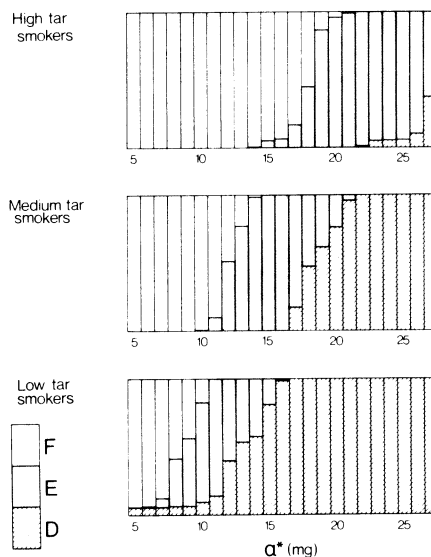 High tar
smokers
5 10 15 20 25
Medium tar
smokers
5 10 15 20 25
Low tar
smokers
F
E
D
5 10 15 20 25
α* (mg)